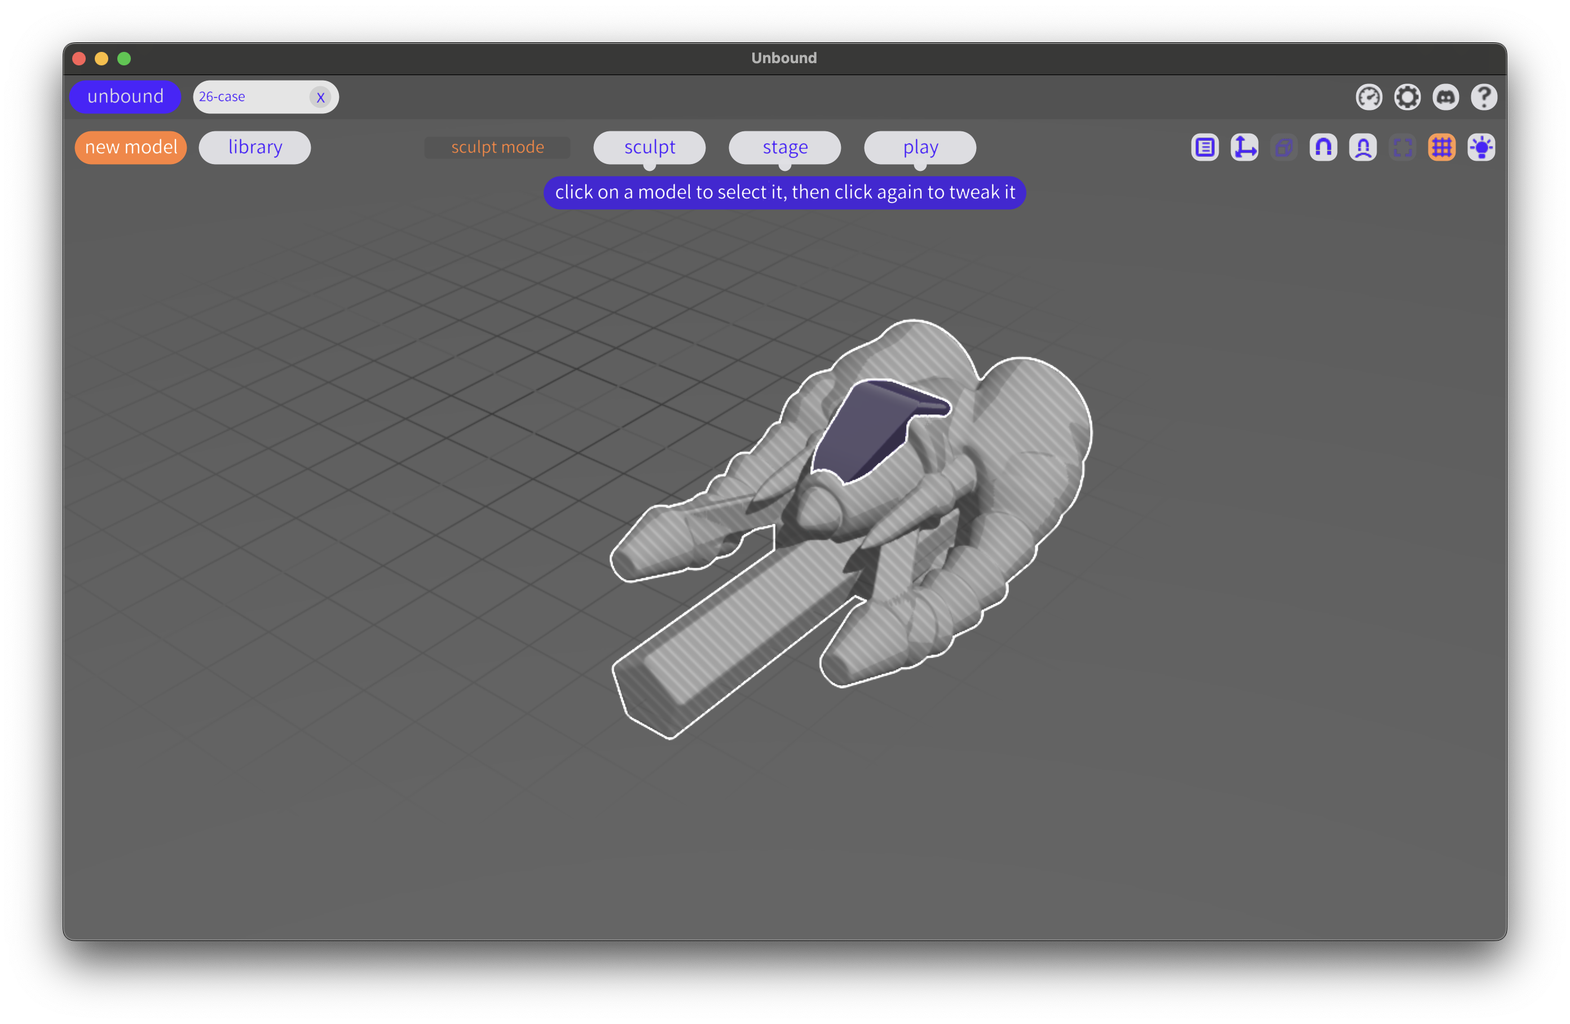 Unbound
unbound
26-case
X
new model
library
sculpt mode
sculpt
stage
play
click on a model to select it, then click again to tweak it
?